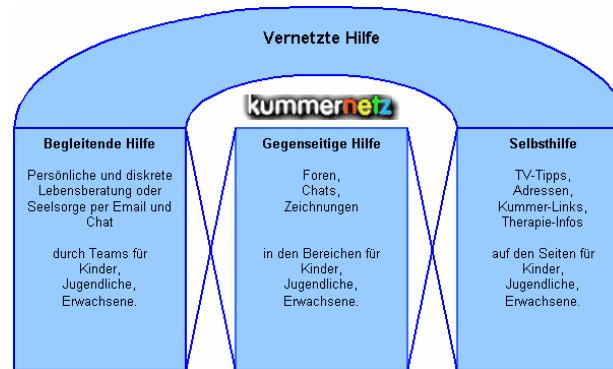 Vernetzte Hilfe
kummernetz
Begleitende Hilfe
Persönliche und diskrete
Lebensberatung oder
Seelsorge per Email und
Chat
durch Teams für
Kinder,
Jugendliche,
Erwachsene.
Gegenseitige Hilfe
Foren,
Chats,
Zeichnungen
in den Bereichen für
Kinder,
Jugendliche,
Erwachsene.
Selbsthilfe
TV-Tipps,
Adressen,
Kummer-Links,
Therapie-Infos
auf den Seiten für
Kinder,
Jugendliche,
Erwachsene.